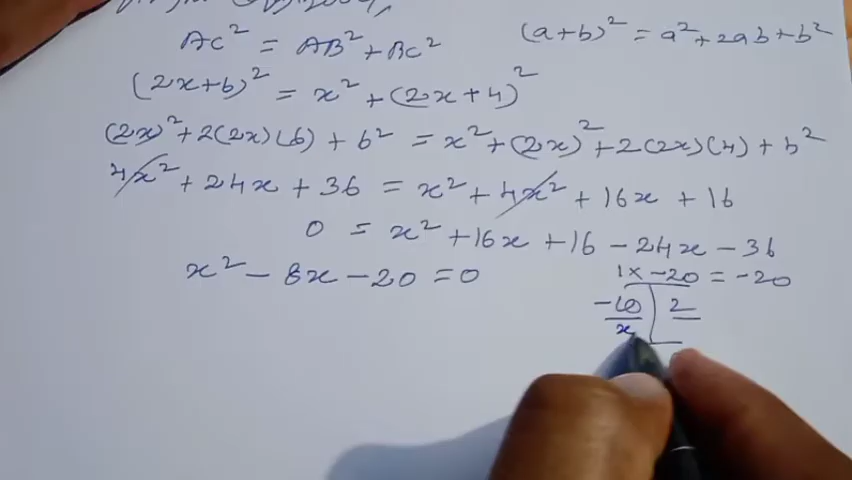 AC² = AB² + BC²
(a+b)² = a² + 2ab + b²
(2x+6)² = x² + (2x+4)²
(2x)² + 2(2x)(6) + 6² = x² + (2x)² + 2(2x)(4) + 4²
4x² + 24x + 36 = x² + 4x² + 16x + 16
0 = x² + 16x + 16 - 24x - 36
x² - 8x - 20 = 0
1 x -20 = -20
-10 | 2
x